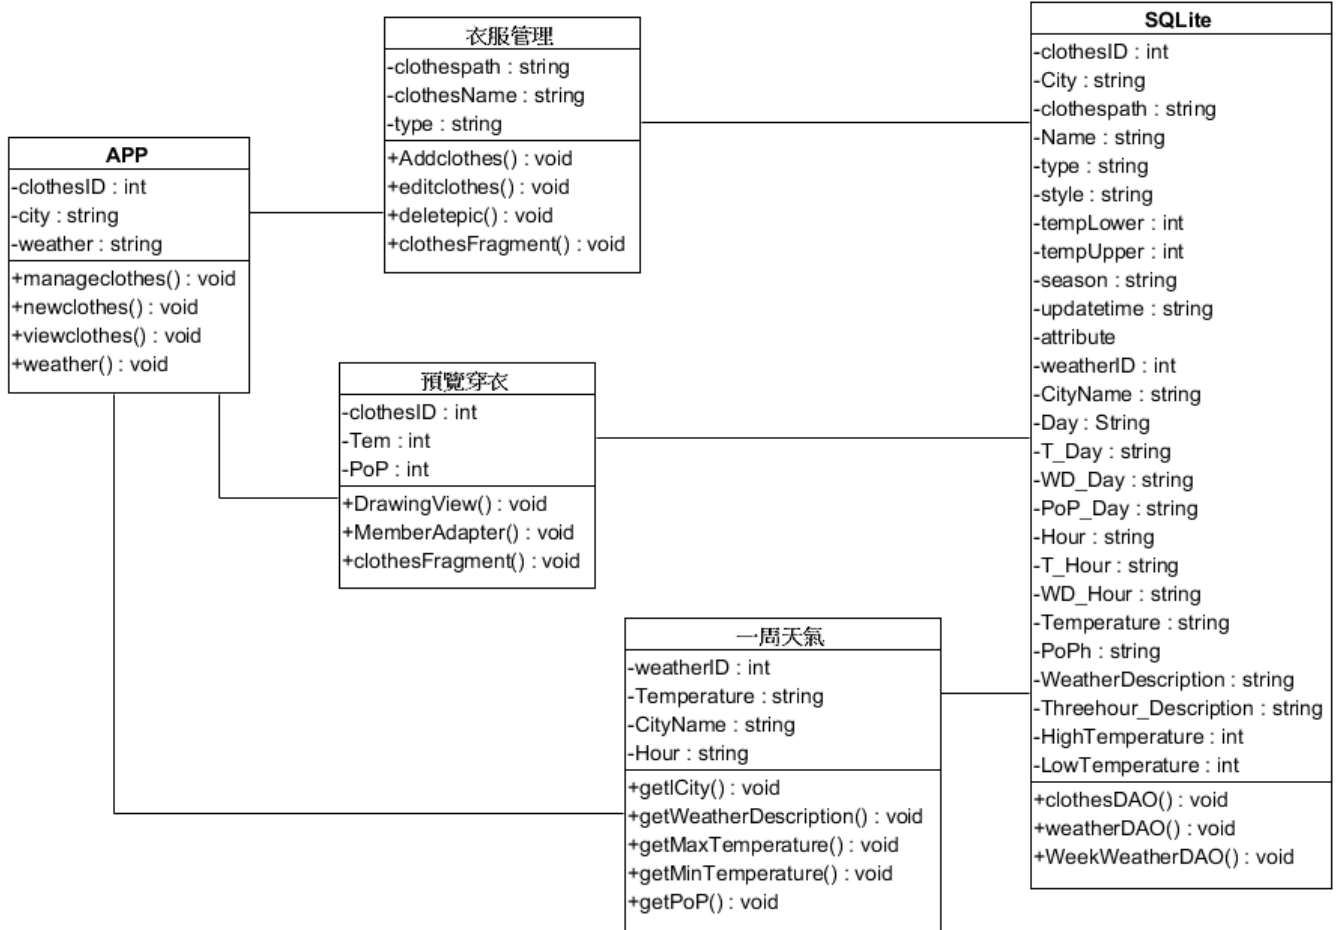 APP
-clothesID : int
-city : string
-weather : string
+manageclothes() : void
+newclothes() : void
+viewclothes() : void
+weather() : void
衣服管理
-clothespath : string
-clothesName : string
-type : string
+Addclothes() : void
+editclothes() : void
+deletepic() : void
+clothesFragment() : void
預覽穿衣
-clothesID : int
-Tem : int
-PoP : int
+DrawingView() : void
+MemberAdapter() : void
+clothesFragment() : void
一周天氣
-weatherID : int
-Temperature : string
-CityName : string
-Hour : string
+getICity() : void
+getWeatherDescription() : void
+getMaxTemperature() : void
+getMinTemperature() : void
+getPoP() : void
SQLite
-clothesID : int
-City : string
-clothespath : string
-Name : string
-type : string
-style : string
-tempLower : int
-tempUpper : int
-season : string
-updatetime : string
-attribute
-weatherID : int
-CityName : string
-Day : String
-T_Day : string
-WD_Day : string
-PoP_Day : string
-Hour : string
-T_Hour : string
-WD_Hour : string
-Temperature : string
-PoPh : string
-WeatherDescription : string
-Threehour_Description : string
-HighTemperature : int
-LowTemperature : int
+clothesDAO() : void
+weatherDAO() : void
+WeekWeatherDAO() : void